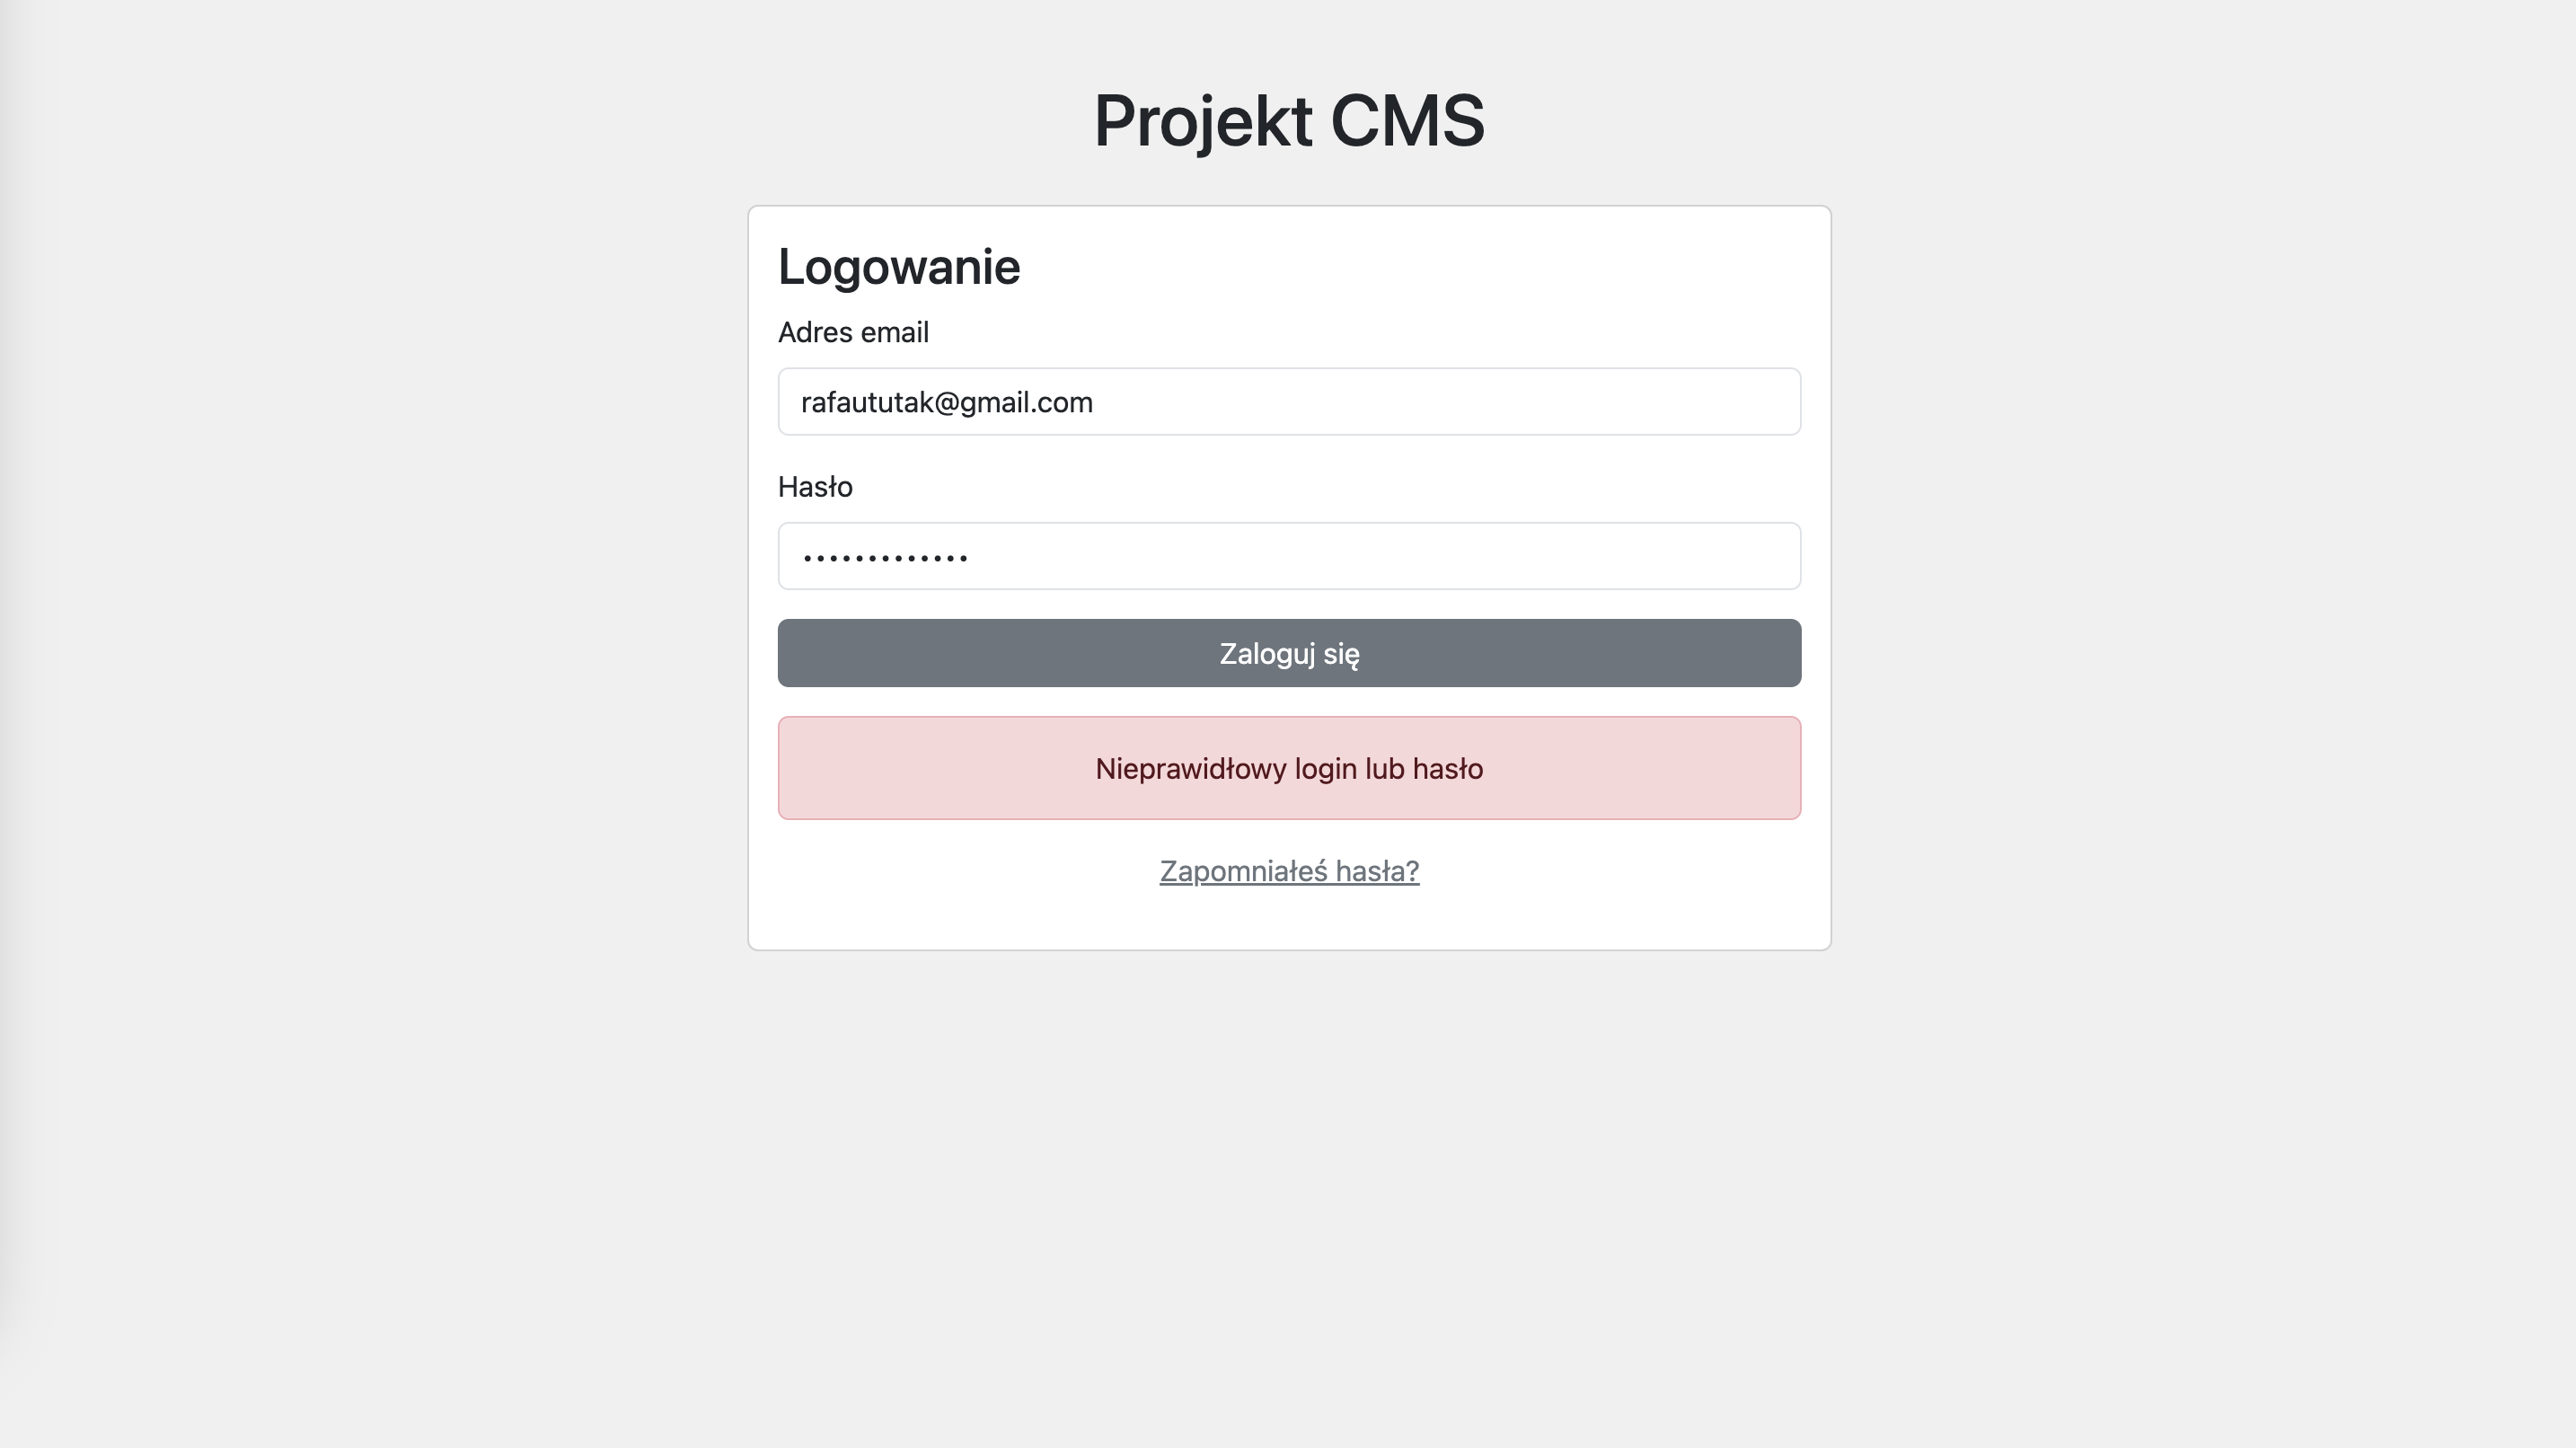 Projekt CMS
Logowanie
Adres email
rafaututak@gmail.com
Hasło
•••••••••••••
Zaloguj się
Nieprawidłowy login lub hasło
Zapomniałeś hasła?